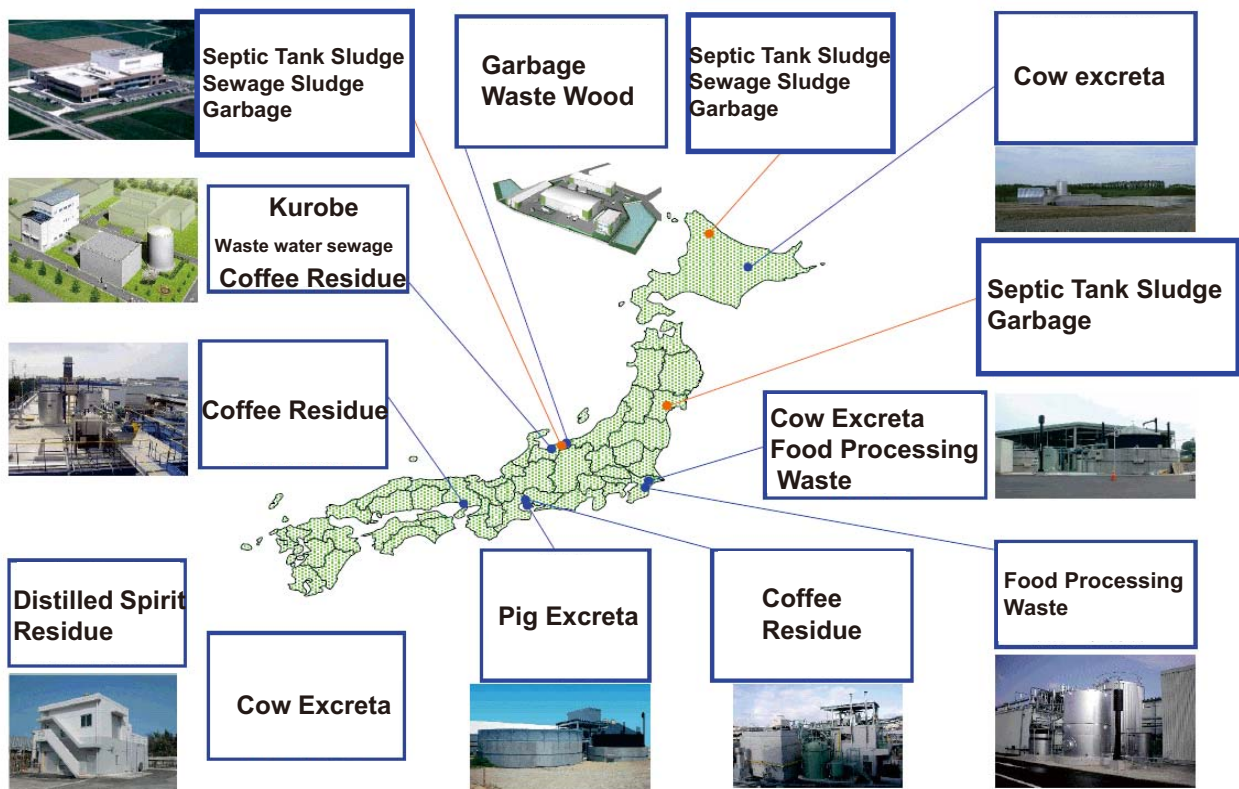 Septic Tank Sludge
Sewage Sludge
Garbage
Garbage
Waste Wood
Septic Tank Sludge
Sewage Sludge
Garbage
Cow excreta
Kurobe
Waste water sewage
Coffee Residue
Septic Tank Sludge
Garbage
Coffee Residue
Cow Excreta
Food Processing
Waste
Distilled Spirit
Residue
Cow Excreta
Pig Excreta
Coffee
Residue
Food Processing
Waste